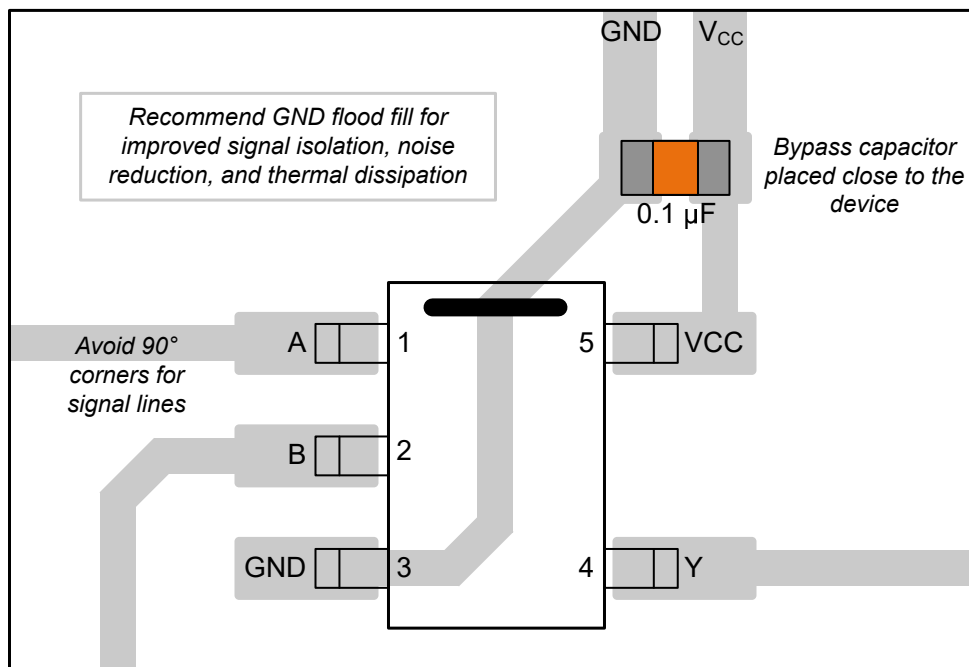 GND V_CC
Recommend GND flood fill for
improved signal isolation, noise
reduction, and thermal dissipation
Bypass capacitor
placed close to the
device
0.1 µF
A 1 5 VCC
Avoid 90°
corners for
signal lines
B 2
GND 3 4 Y